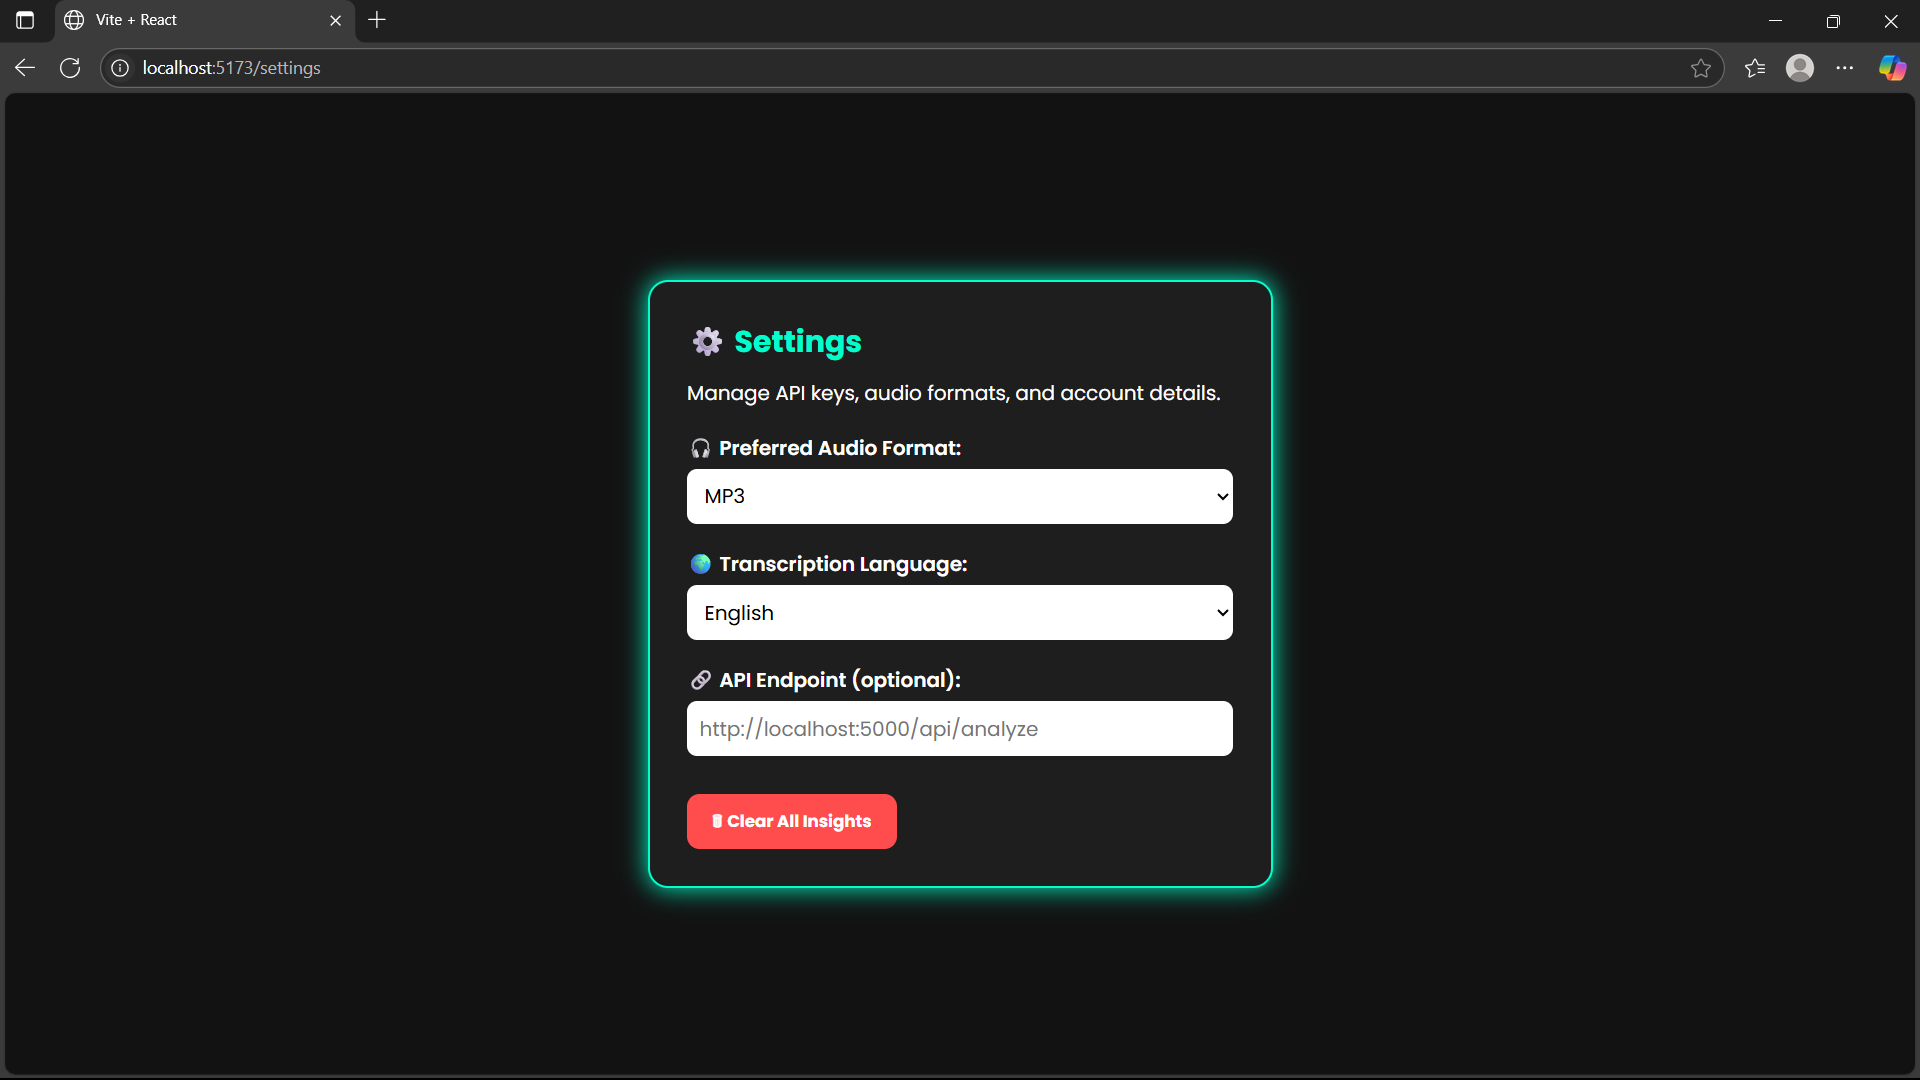 Vite + React
localhost:5173/settings
Settings
Manage API keys, audio formats, and account details.
Preferred Audio Format:
MP3
Transcription Language:
English
API Endpoint (optional):
http://localhost:5000/api/analyze
Clear All Insights